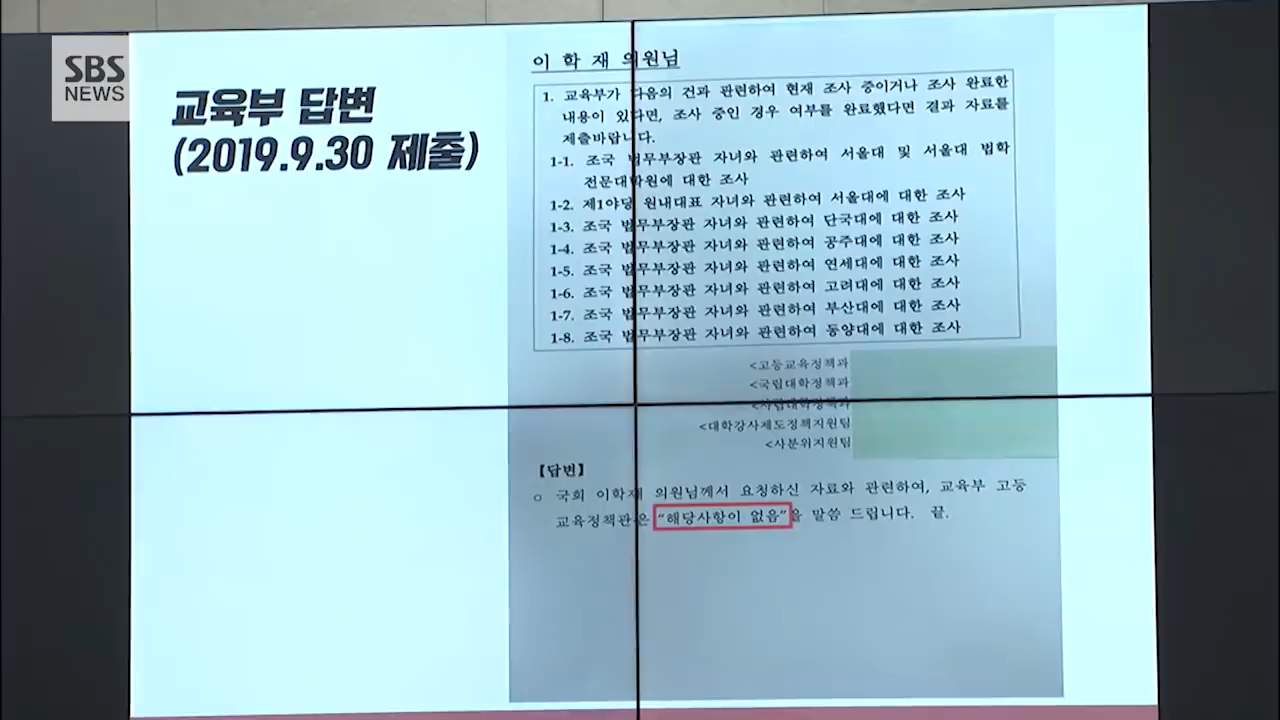 SBS
NEWS
교육부 답변
(2019.9.30 제출)
이 학 재 의원님
1. 교육부가 다음의 건과 관련하여 현재 조사 중이거나 조사 완료한
내용이 있다면, 조사 중인 경우 여부를 완료했다면 결과 자료를
제출바랍니다.
1-1. 조국 법무부장관 자녀와 관련하여 서울대 및 서울대 법학
전문대학원에 대한 조사
1-2. 제1야당 원내대표 자녀와 관련하여 서울대에 대한 조사
1-3. 조국 법무부장관 자녀와 관련하여 단국대에 대한 조사
1-4. 조국 법무부장관 자녀와 관련하여 공주대에 대한 조사
1-5. 조국 법무부장관 자녀와 관련하여 연세대에 대한 조사
1-6. 조국 법무부장관 자녀와 관련하여 고려대에 대한 조사
1-7. 조국 법무부장관 자녀와 관련하여 부산대에 대한 조사
1-8. 조국 법무부장관 자녀와 관련하여 동양대에 대한 조사
<고등교육정책과
<국립대학정책과
<사립대학정책과
<대학강사제도정책지원팀
<사분위지원팀
【답변】
○ 국회 이학재 의원님께서 요청하신 자료와 관련하여, 교육부 고등
교육정책관은 "해당사항이 없음"을 말씀 드립니다. 끝.